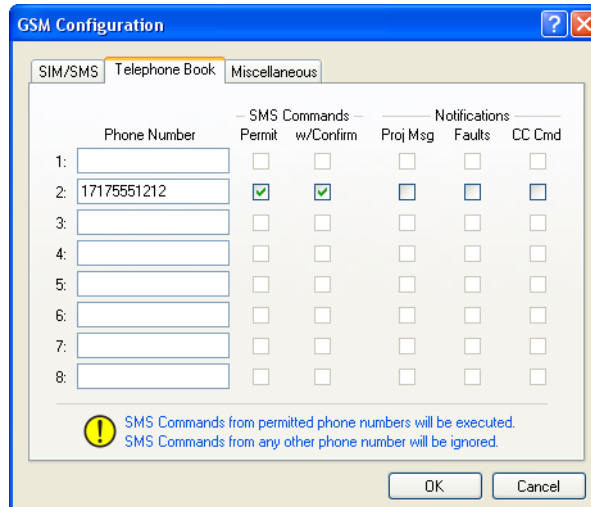 GSM Configuration
SIM/SMS Telephone Book Miscellaneous
SMS Commands Notifications
Phone Number Permit w/Confirm Proj Msg Faults CC Cmd
1:
2: 17175551212
3:
4:
5:
6:
7:
8:
SMS Commands from permitted phone numbers will be executed.
SMS Commands from any other phone number will be ignored.
OK Cancel